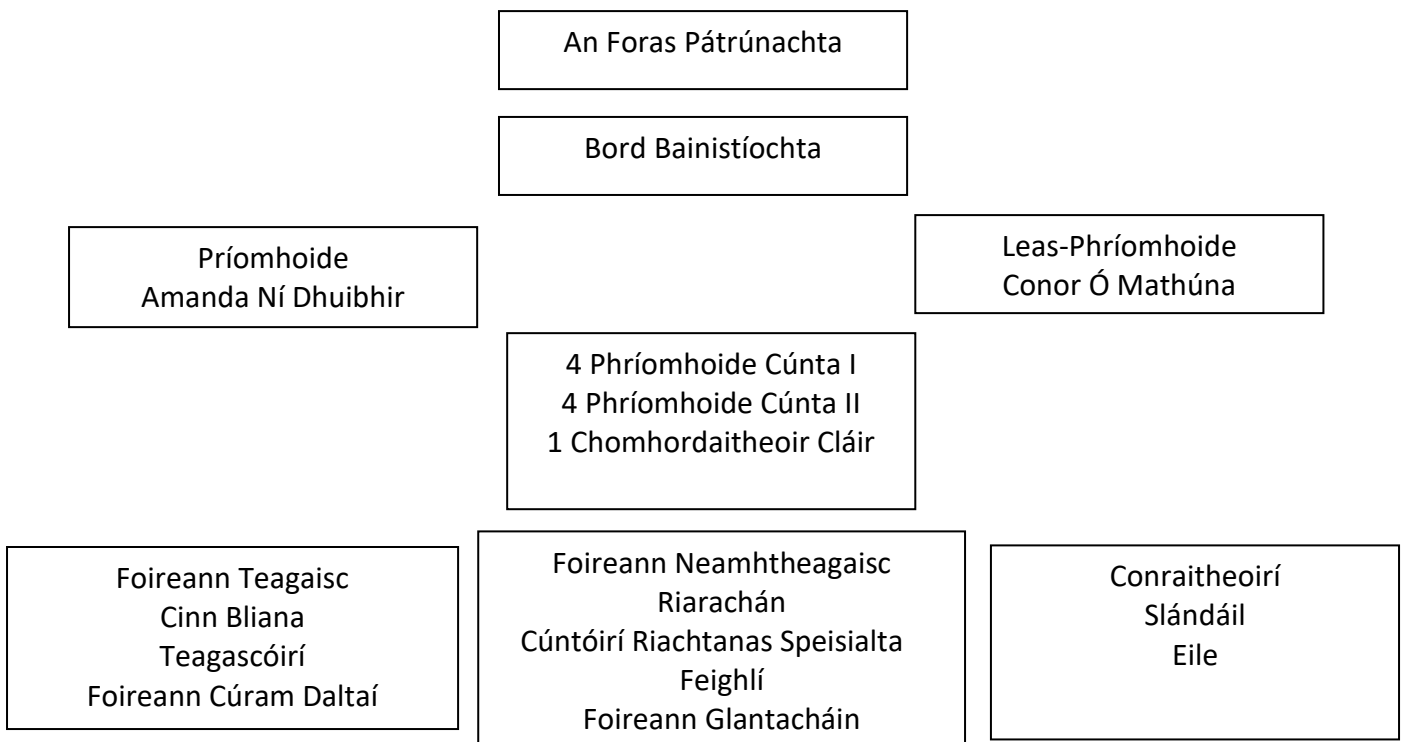 An Foras Pátrúnachta
Bord Bainistíochta
Príomhoide
Amanda Ní Dhuibhir
Leas-Phríomhoide
Conor Ó Mathúna
4 Phríomhoide Cúnta I
4 Phríomhoide Cúnta II
1 Chomhordaitheoir Cláir
Foireann Teagaisc
Cinn Bliana
Teagascóirí
Foireann Cúram Daltaí
Foireann Neamhtheagaisc
Riarachán
Cúntóirí Riachtanas Speisialta
Feighlí
Foireann Glantacháin
Conraitheoirí
Slándáil
Eile